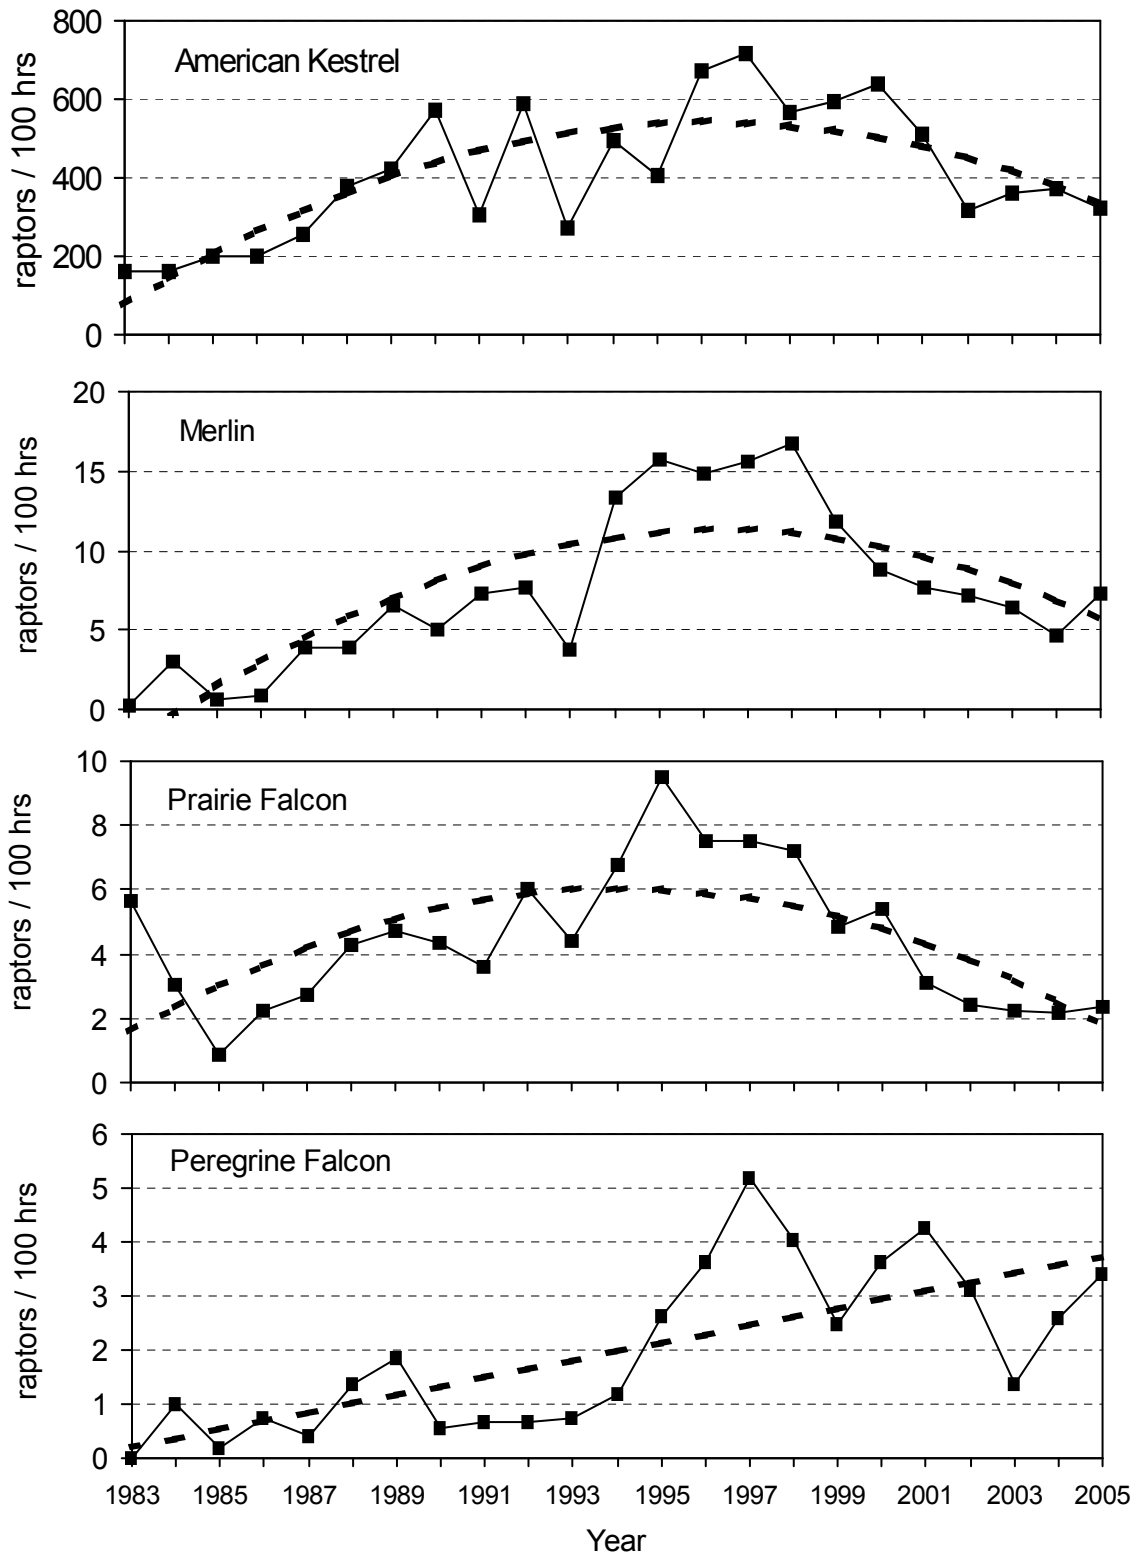 800
American Kestrel
600
400
200
0
raptors / 100 hrs
20
Merlin
15
10
5
0
raptors / 100 hrs
10
Prairie Falcon
8
6
4
2
0
raptors / 100 hrs
6
Peregrine Falcon
5
4
3
2
1
0
raptors / 100 hrs
1983 1985 1987 1989 1991 1993 1995 1997 1999 2001 2003 2005
Year